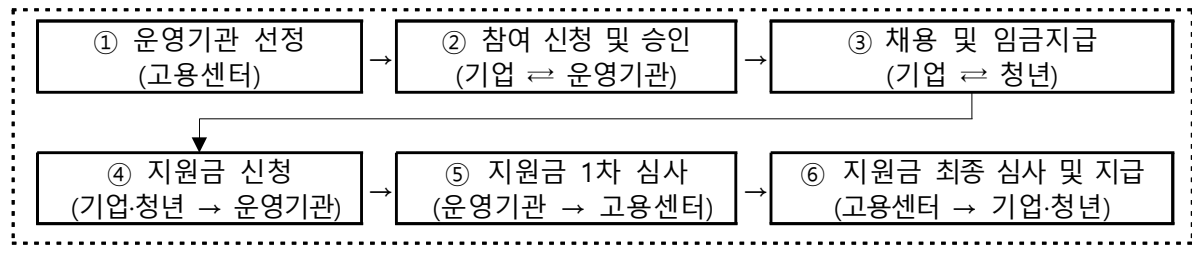 ① 운영기관 선정
(고용센터)
→
② 참여 신청 및 승인
(기업 ⇄ 운영기관)
→
③ 채용 및 임금지급
(기업 ⇄ 청년)
④ 지원금 신청
(기업·청년 → 운영기관)
→
⑤ 지원금 1차 심사
(운영기관 → 고용센터)
→
⑥ 지원금 최종 심사 및 지급
(고용센터 → 기업·청년)